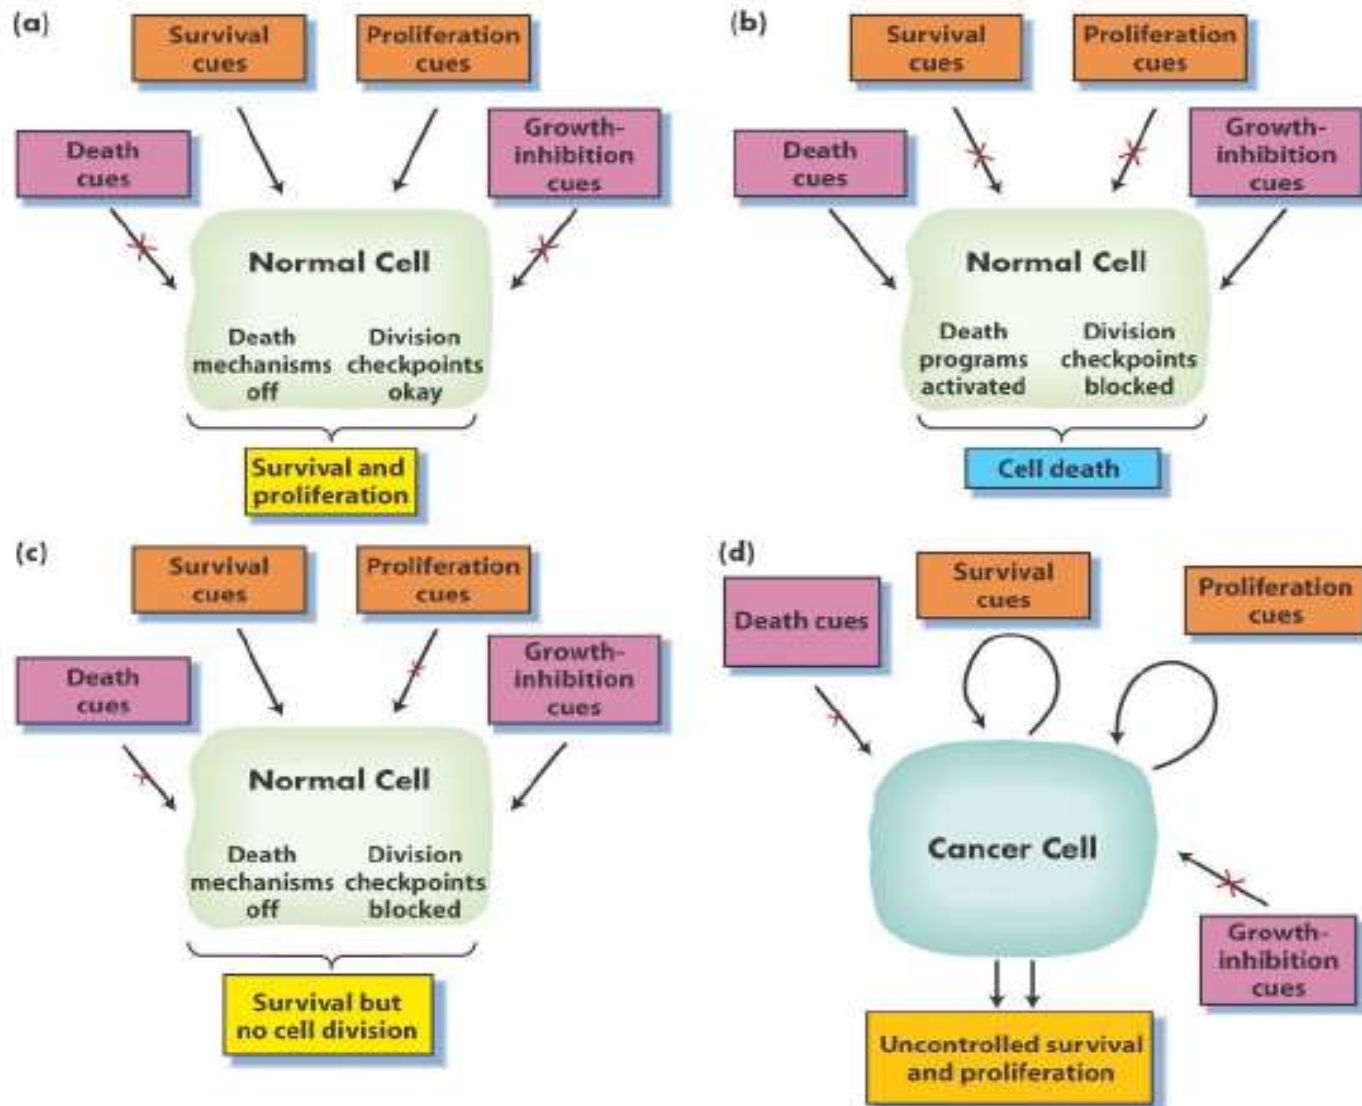 (a)
Survival
cues
Proliferation
cues
Death
cues
Growth-
inhibition
cues
Normal Cell
Death
mechanisms
off
Division
checkpoints
okay
Survival and
proliferation
(b)
Survival
cues
Proliferation
cues
Death
cues
Growth-
inhibition
cues
Normal Cell
Death
programs
activated
Division
checkpoints
blocked
Cell death
(c)
Survival
cues
Proliferation
cues
Death
cues
Growth-
inhibition
cues
Normal Cell
Death
mechanisms
off
Division
checkpoints
blocked
Survival but
no cell division
(d)
Death cues
Survival
cues
Proliferation
cues
Cancer Cell
Growth-
inhibition
cues
Uncontrolled survival
and proliferation